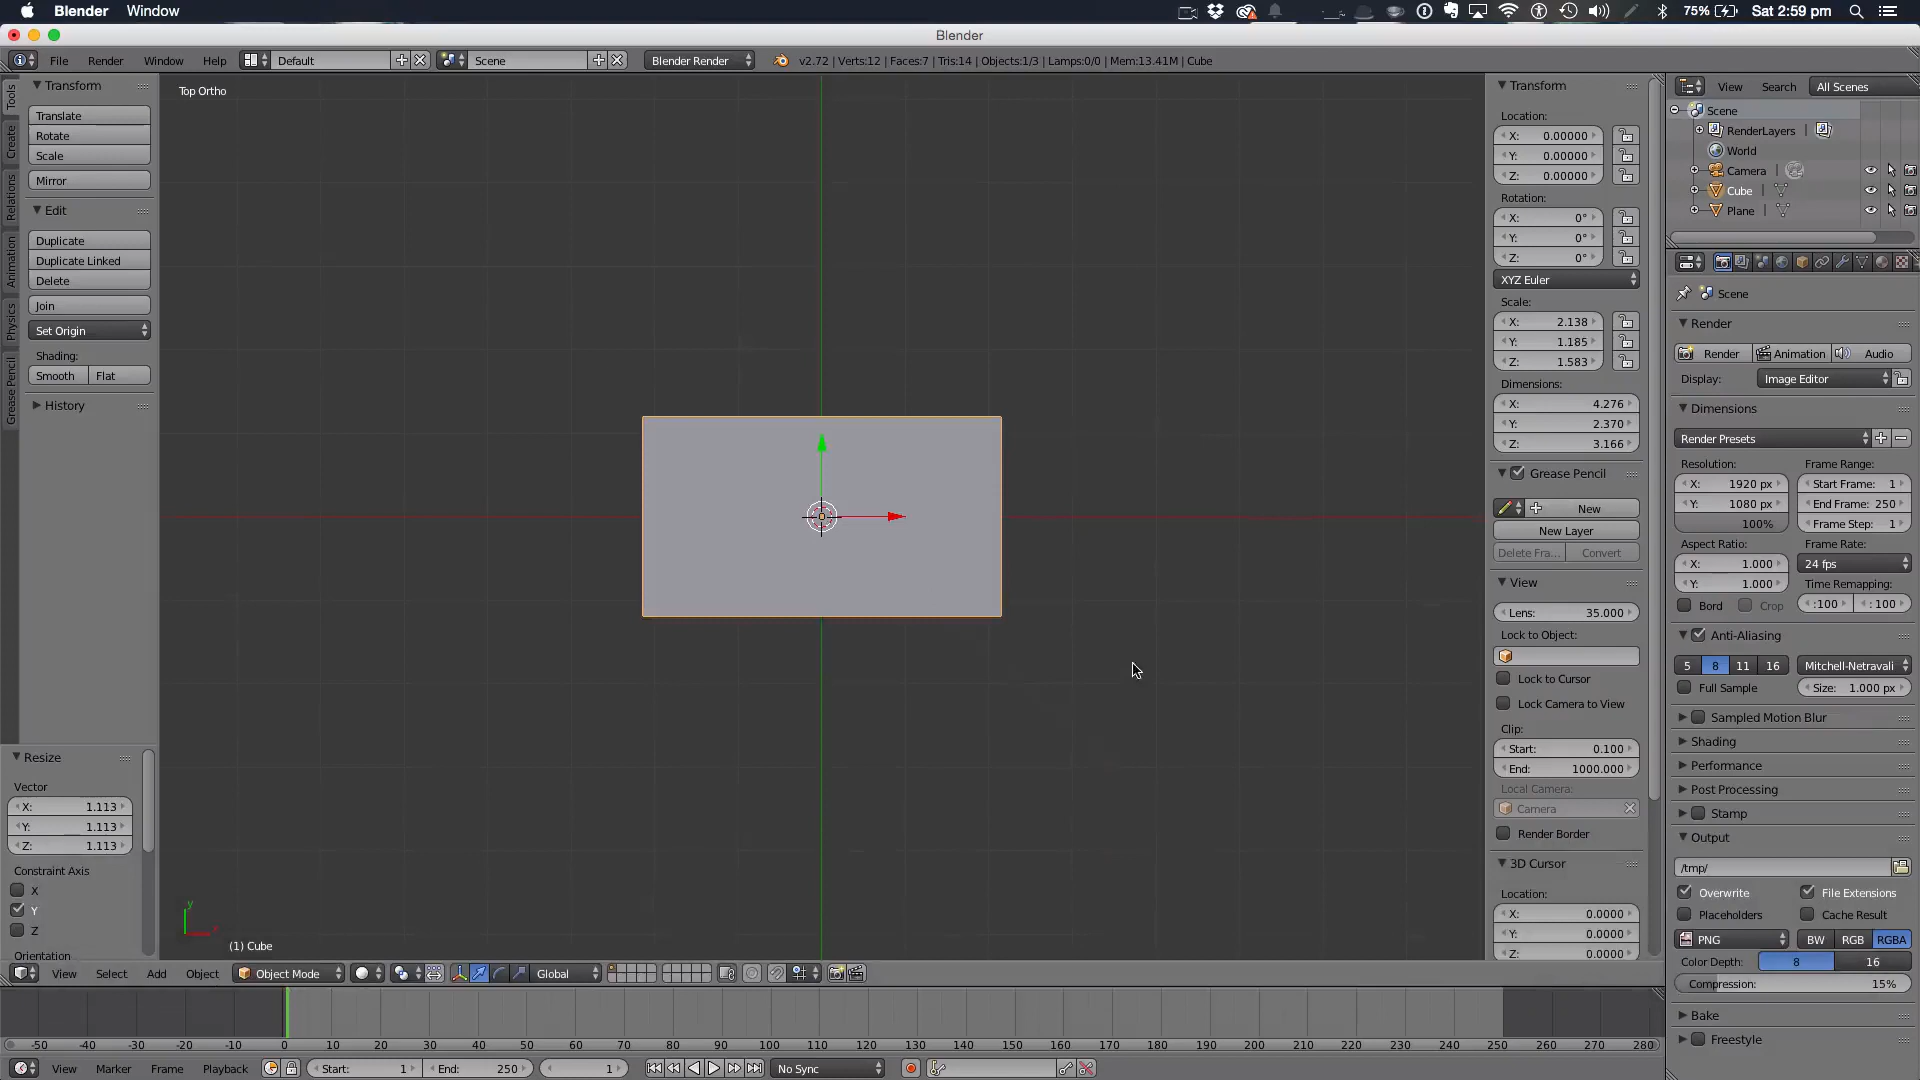 Blender Window 75% Sat 2:59 pm
Blender
File Render Window Help Default Scene Blender Render v2.72 | Verts:12 | Faces:7 | Tris:14 | Objects:1/3 | Lamps:0/0 | Mem:13.41M | Cube
Tools
Create
Relations
Animation
Physics
Grease Pencil
Transform
Translate
Rotate
Scale
Mirror
Edit
Duplicate
Duplicate Linked
Delete
Join
Set Origin
Shading:
Smooth Flat
History
Resize
Vector
X: 1.113
Y: 1.113
Z: 1.113
Constraint Axis
X
Y
Z
Orientation
Top Ortho
y
(1) Cube
Transform
Location:
X: 0.00000
Y: 0.00000
Z: 0.00000
Rotation:
X: 0°
Y: 0°
Z: 0°
XYZ Euler
Scale:
X: 2.138
Y: 1.185
Z: 1.583
Dimensions:
X: 4.276
Y: 2.370
Z: 3.166
Grease Pencil
New
New Layer
Delete Fra... Convert
View
Lens: 35.000
Lock to Object:
Lock to Cursor
Lock Camera to View
Clip:
Start: 0.100
End: 1000.000
Local Camera:
Camera
Render Border
3D Cursor
Location:
X: 0.0000
Y: 0.0000
Z: 0.0000
View Search All Scenes
Scene
RenderLayers
World
Camera
Cube
Plane
Scene
Render
Render Animation Audio
Display: Image Editor
Dimensions
Render Presets
Resolution: Frame Range:
X: 1920 px Start Frame: 1
Y: 1080 px End Frame: 250
100% Frame Step: 1
Aspect Ratio: Frame Rate:
X: 1.000 24 fps
Y: 1.000 Time Remapping:
Bord Crop :100 : 100
Anti-Aliasing
5 8 11 16 Mitchell-Netravali
Full Sample Size: 1.000 px
Sampled Motion Blur
Shading
Performance
Post Processing
Stamp
Output
/tmp/
Overwrite File Extensions
Placeholders Cache Result
PNG BW RGB RGBA
Color Depth: 8 16
Compression: 15%
Bake
Freestyle
View Select Add Object Object Mode Global
-50 -40 -30 -20 -10 0 10 20 30 40 50 60 70 80 90 100 110 120 130 140 150 160 170 180 190 200 210 220 230 240 250 260 270 280
View Marker Frame Playback Start: 1 End: 250 1 No Sync